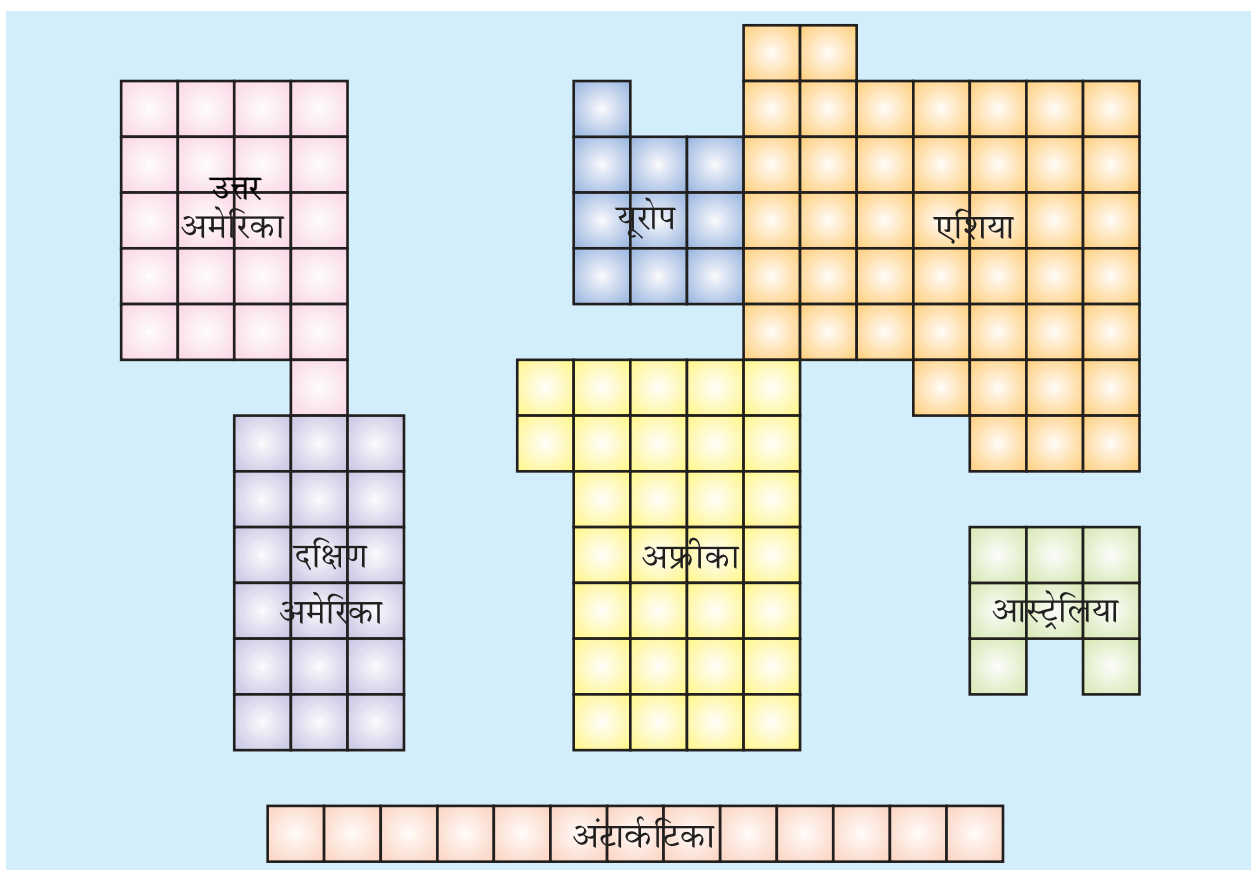 उत्तर
अमेरिका
यूरोप
एशिया
दक्षिण
अमेरिका
अफ्रीका
आस्ट्रेलिया
अंटार्कटिका